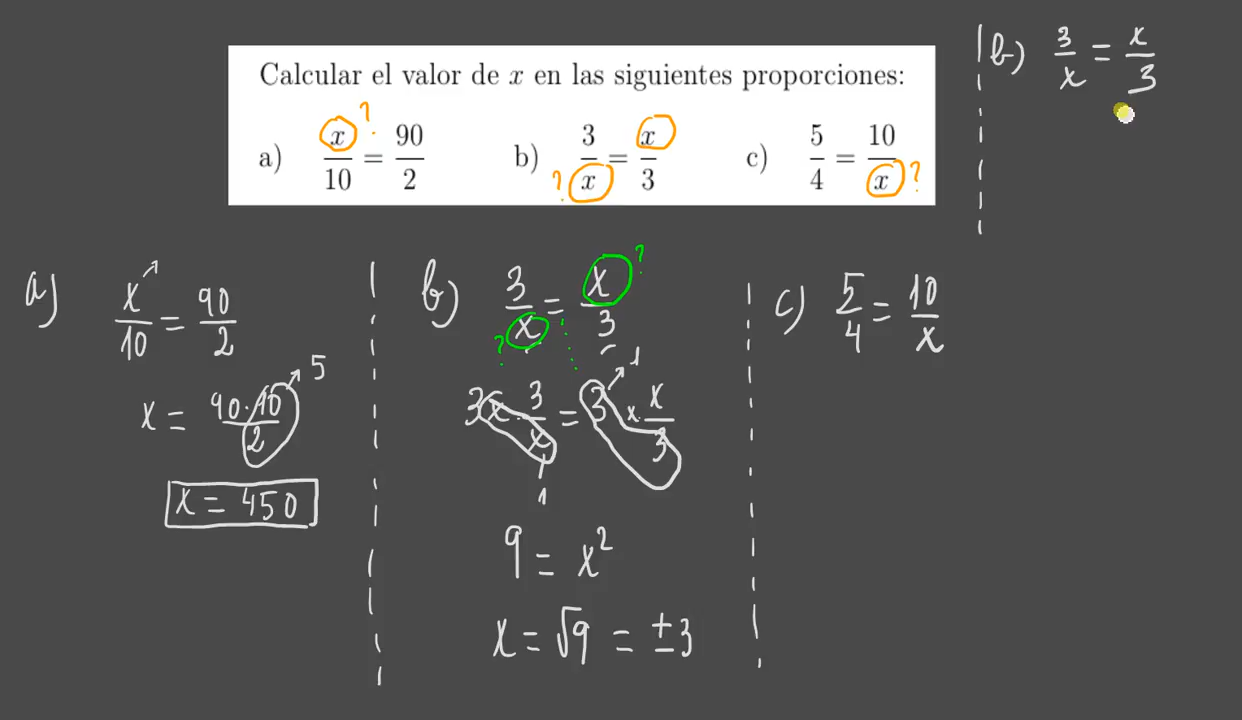 Calcular el valor de x en las siguientes proporciones:
a) x/10 = 90/2 b) 3/x = x/3 c) 5/4 = 10/x
? ? ?
b) 3/x = x/3
a) x/10 = 90/2
x = 90·10/2 5
x = 450
b) 3/x = x/3
? ?
3x · 3/x = 3 x · x/3
1 1
9 = x²
x = √9 = ±3
c) 5/4 = 10/x